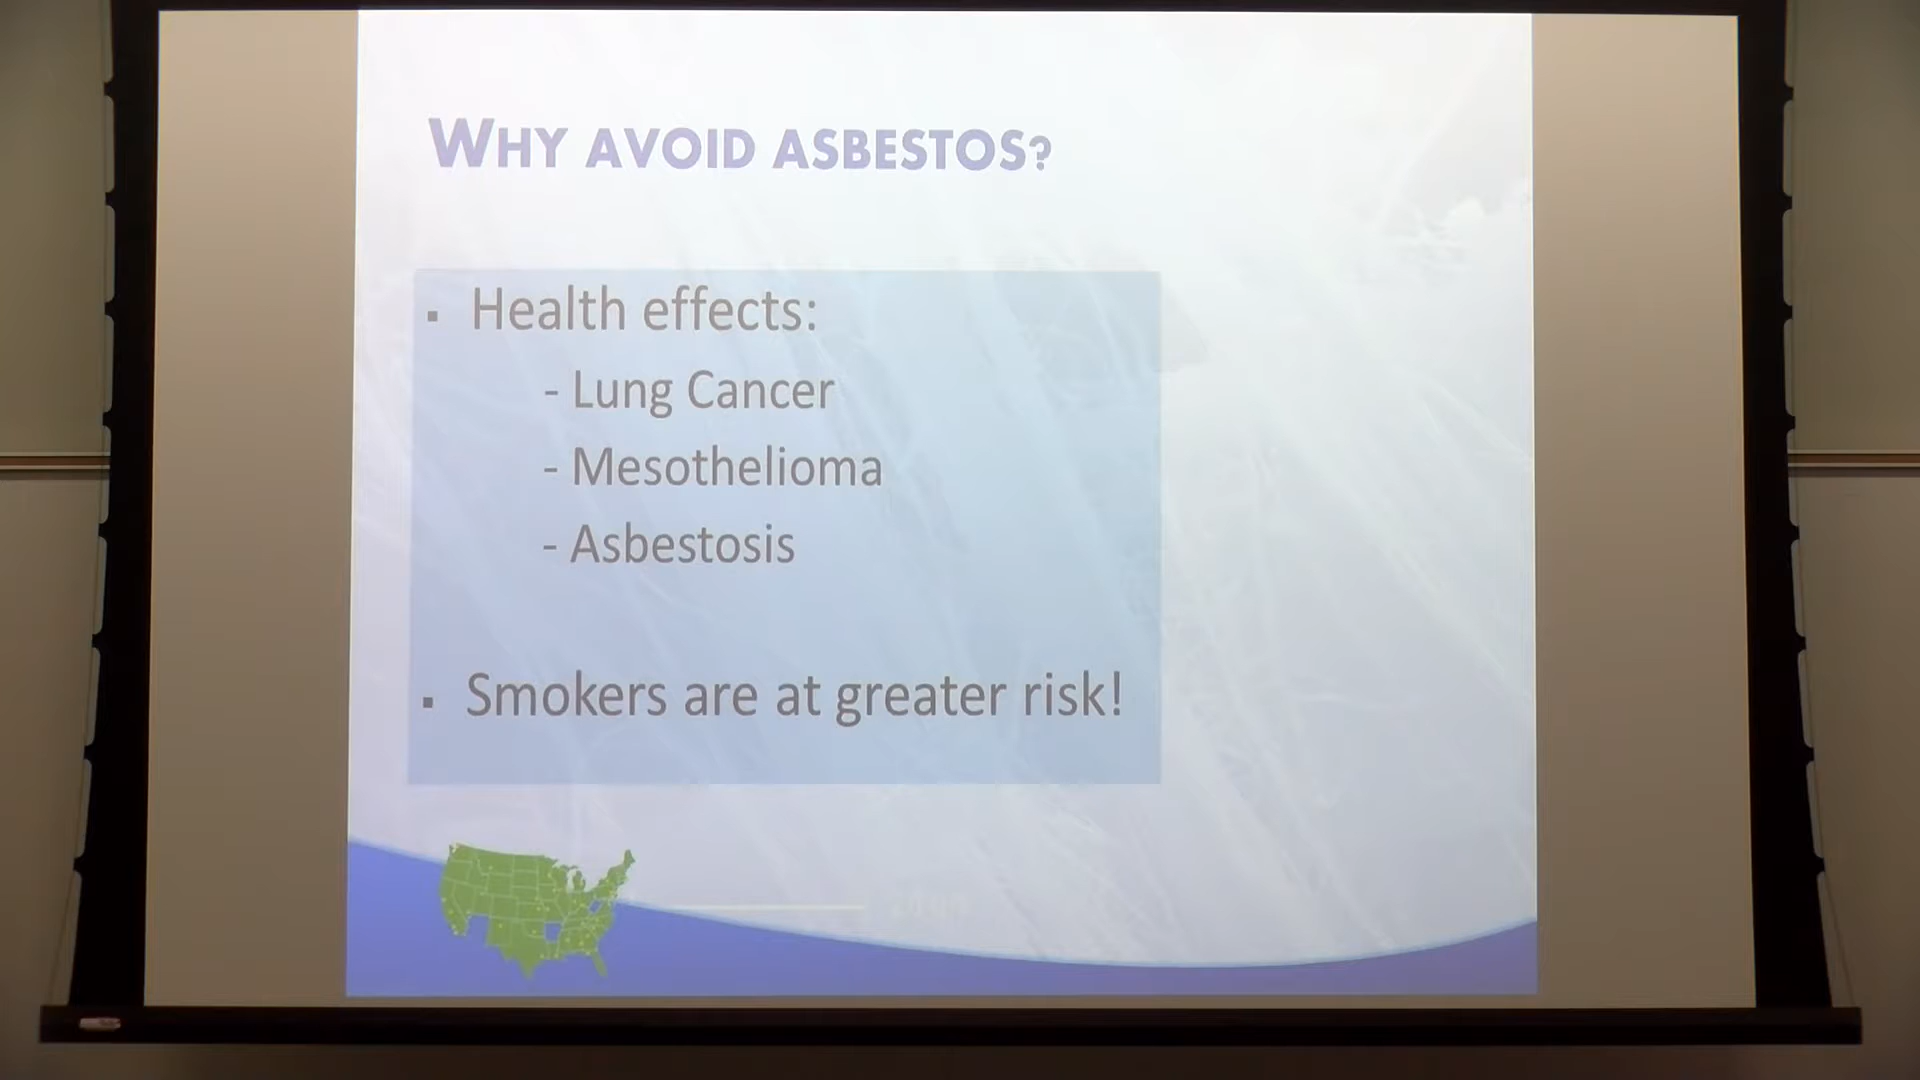 WHY AVOID ASBESTOS?
▪ Health effects:
- Lung Cancer
- Mesothelioma
- Asbestosis
▪ Smokers are at greater risk!